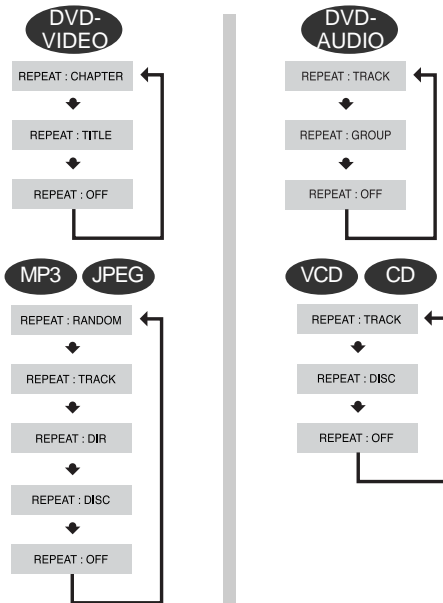 DVD-
VIDEO
REPEAT : CHAPTER
REPEAT : TITLE
REPEAT : OFF
DVD-
AUDIO
REPEAT : TRACK
REPEAT : GROUP
REPEAT : OFF
MP3 JPEG
REPEAT : RANDOM
REPEAT : TRACK
REPEAT : DIR
REPEAT : DISC
REPEAT : OFF
VCD CD
REPEAT : TRACK
REPEAT : DISC
REPEAT : OFF